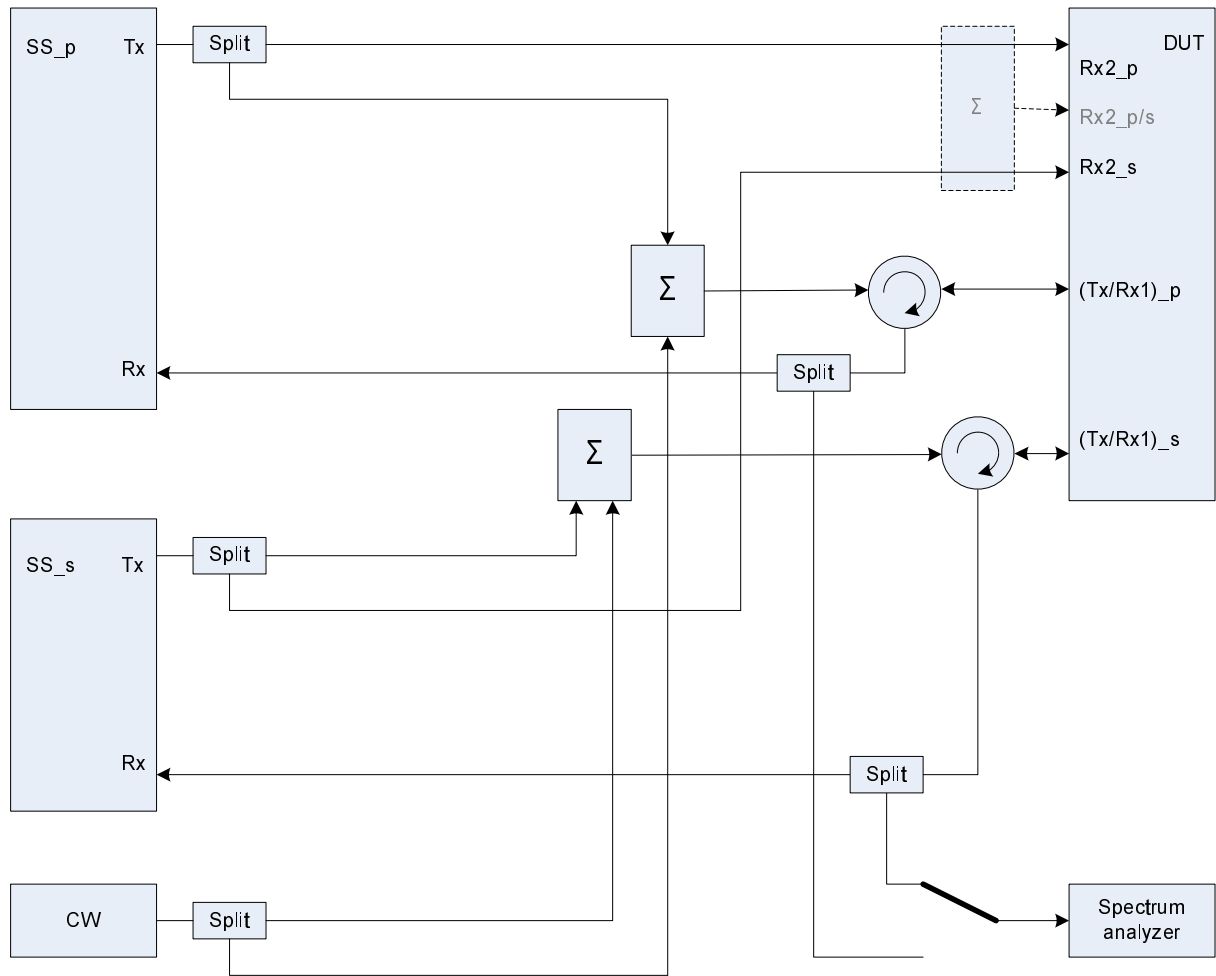 SS_p
Tx
Split
DUT
Rx2_p
Σ
Rx2_p/s
Rx2_s
Σ
(Tx/Rx1)_p
Rx
Split
(Tx/Rx1)_s
Σ
SS_s
Tx
Split
Rx
Split
CW
Split
Spectrum
analyzer